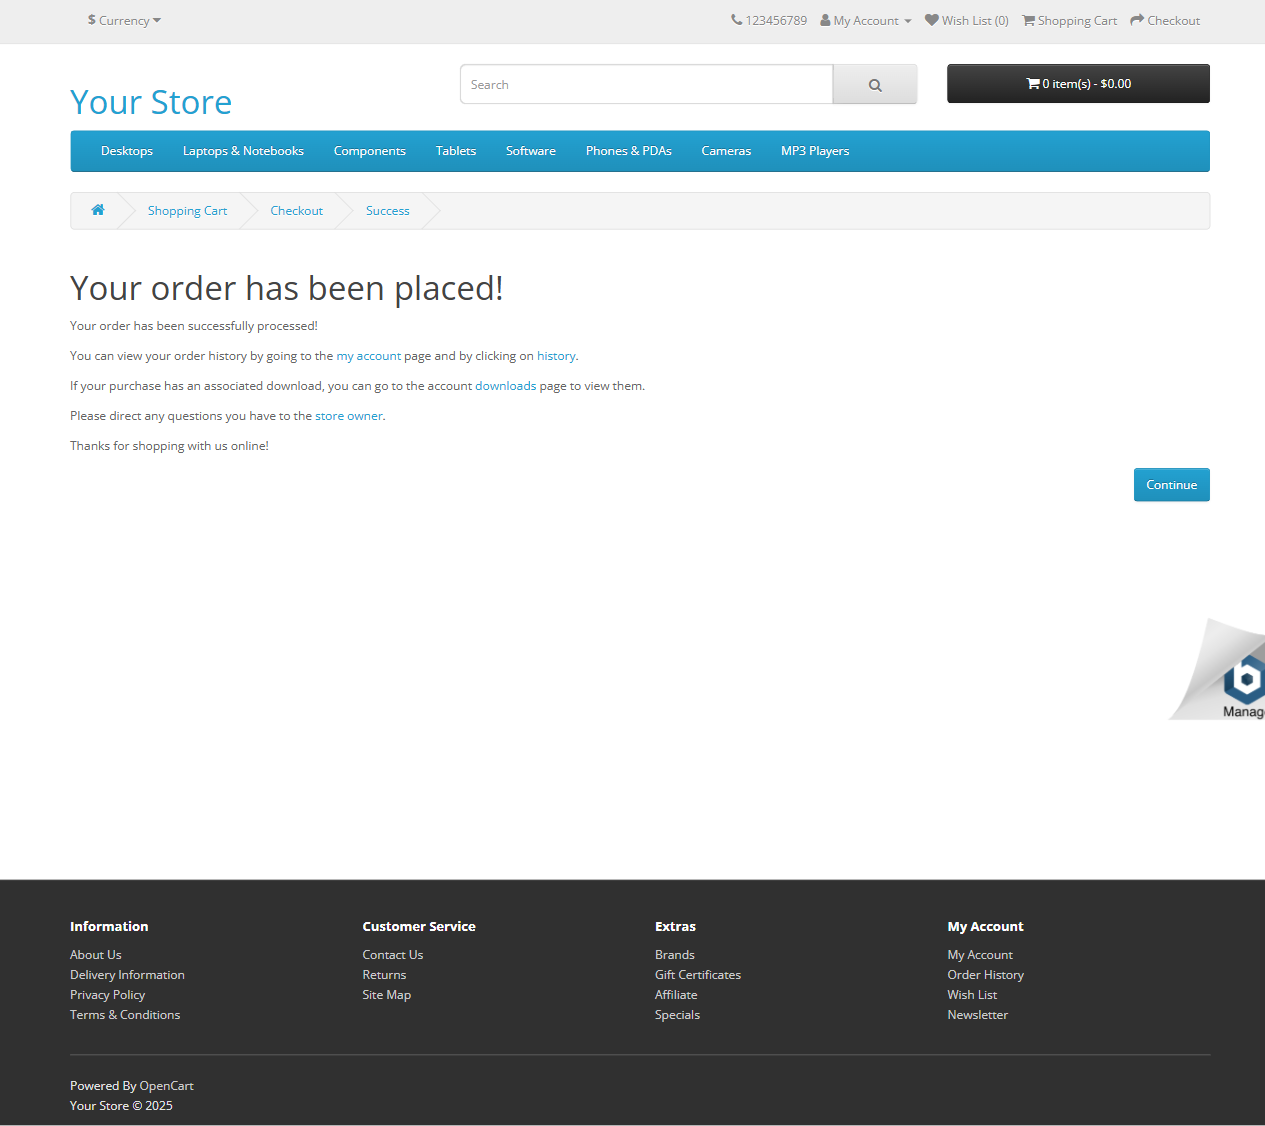 $ Currency
123456789 My Account Wish List (0) Shopping Cart Checkout
Your Store
Search
0 item(s) - $0.00
Desktops Laptops & Notebooks Components Tablets Software Phones & PDAs Cameras MP3 Players
Shopping Cart Checkout Success
Your order has been placed!
Your order has been successfully processed!
You can view your order history by going to the my account page and by clicking on history.
If your purchase has an associated download, you can go to the account downloads page to view them.
Please direct any questions you have to the store owner.
Thanks for shopping with us online!
Continue
b
Manag
Information
About Us
Delivery Information
Privacy Policy
Terms & Conditions
Customer Service
Contact Us
Returns
Site Map
Extras
Brands
Gift Certificates
Affiliate
Specials
My Account
My Account
Order History
Wish List
Newsletter
Powered By OpenCart
Your Store © 2025